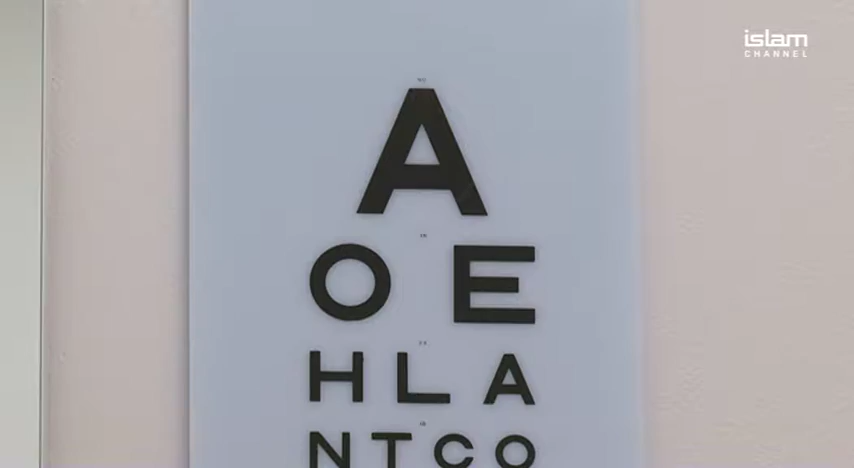 islam
CHANNEL
A
O E
H L A
N T C O